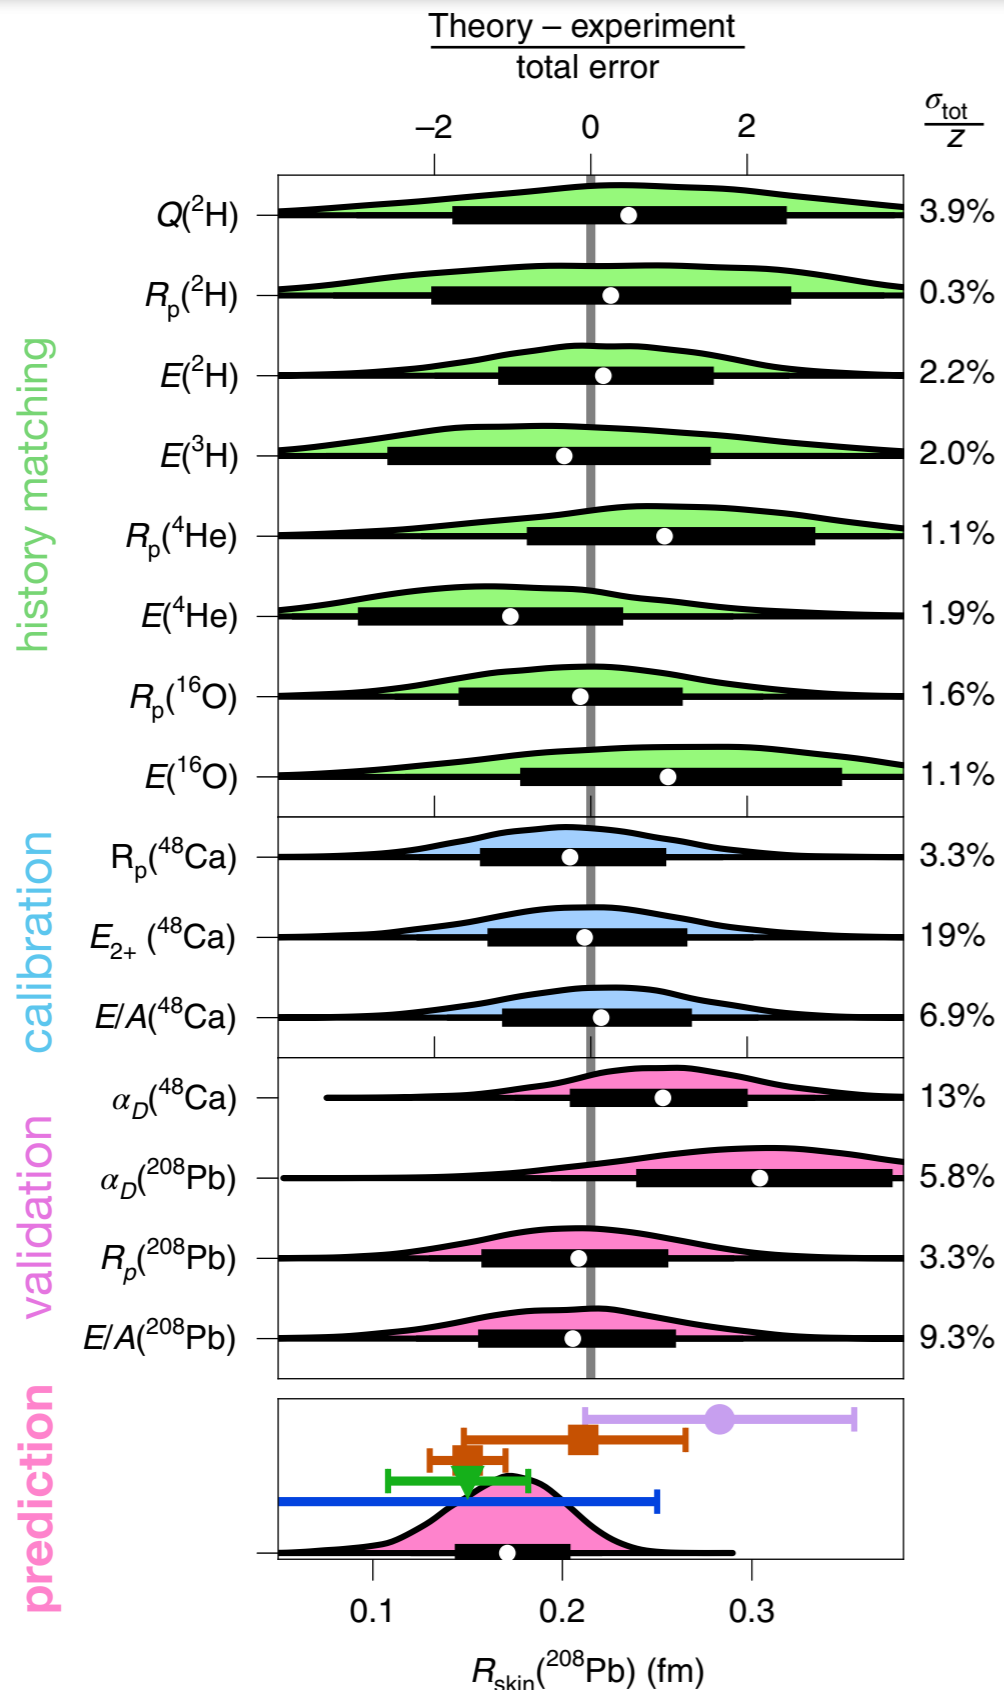 Theory – experiment
total error
σtot
z
–2 0 2
Q(²H) 3.9%
Rp(²H) 0.3%
E(²H) 2.2%
E(³H) 2.0%
Rp(⁴He) 1.1%
E(⁴He) 1.9%
Rp(¹⁶O) 1.6%
E(¹⁶O) 1.1%
history matching
Rp(⁴⁸Ca) 3.3%
E2+ (⁴⁸Ca) 19%
E/A(⁴⁸Ca) 6.9%
calibration
αD(⁴⁸Ca) 13%
αD(²⁰⁸Pb) 5.8%
Rp(²⁰⁸Pb) 3.3%
E/A(²⁰⁸Pb) 9.3%
validation
prediction
0.1 0.2 0.3
Rskin(²⁰⁸Pb) (fm)